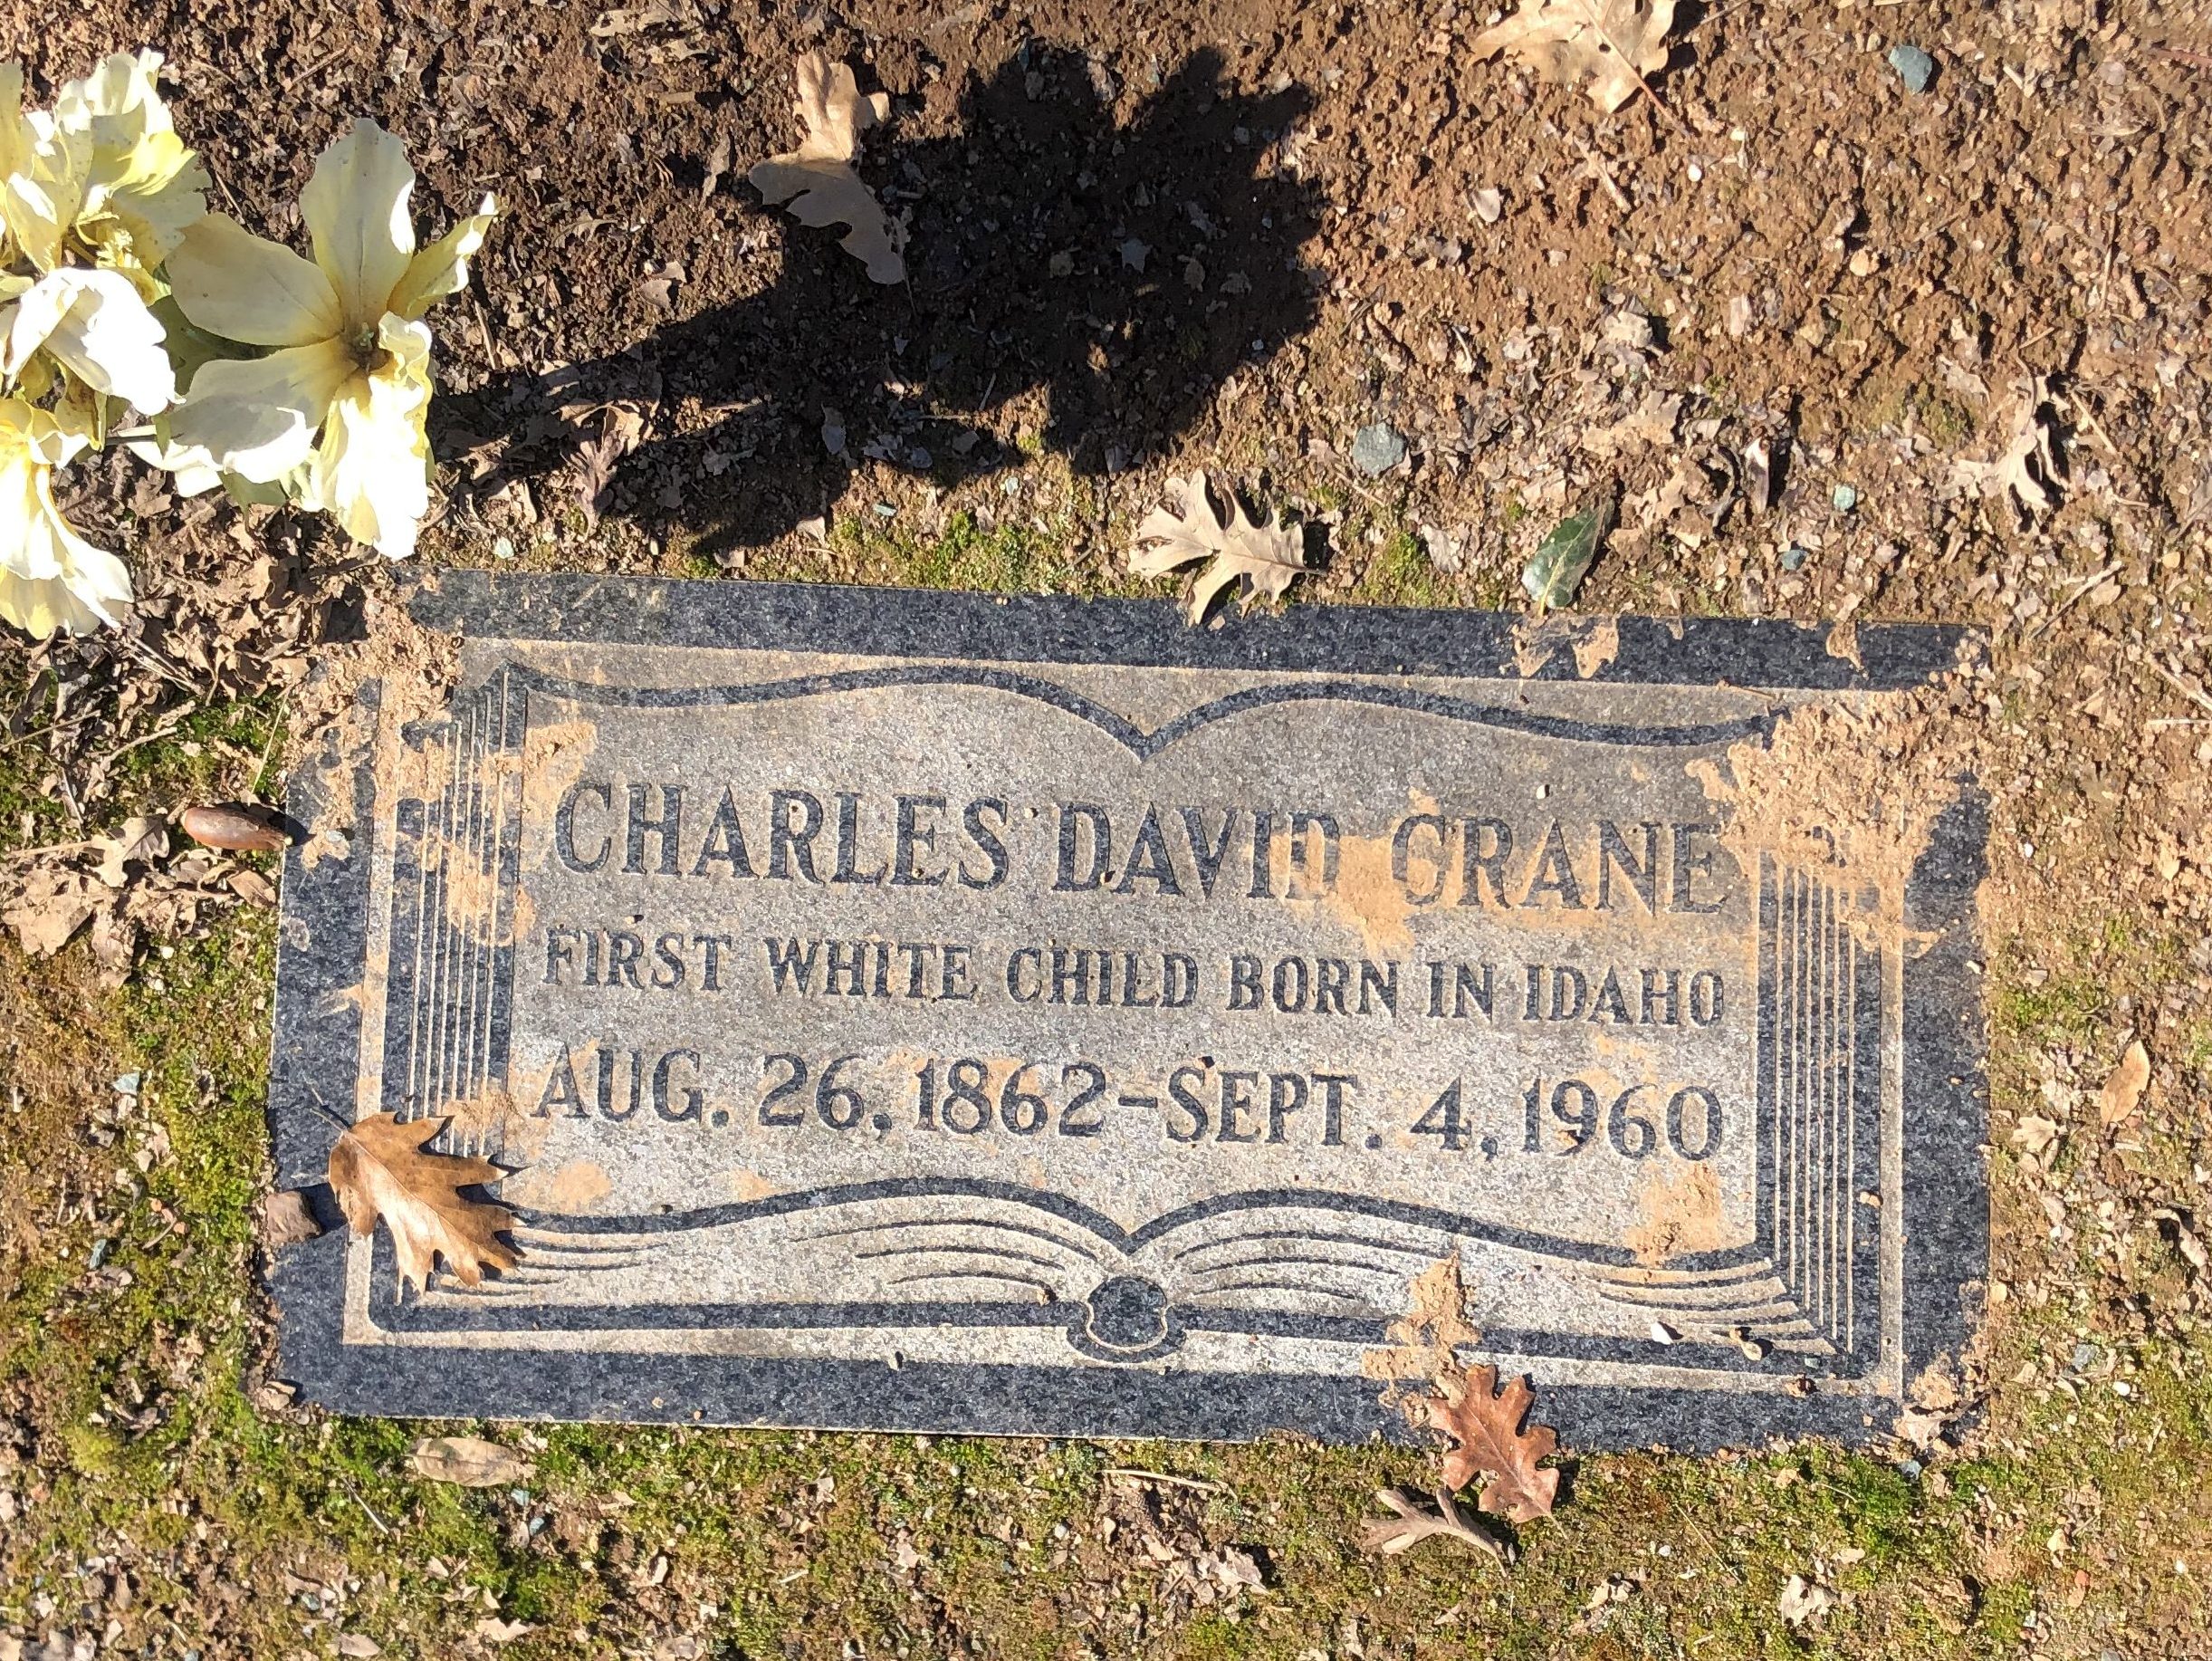 CHARLES DAVID CRANE
FIRST WHITE CHILD BORN IN IDAHO
AUG. 26, 1862-SEPT. 4, 1960